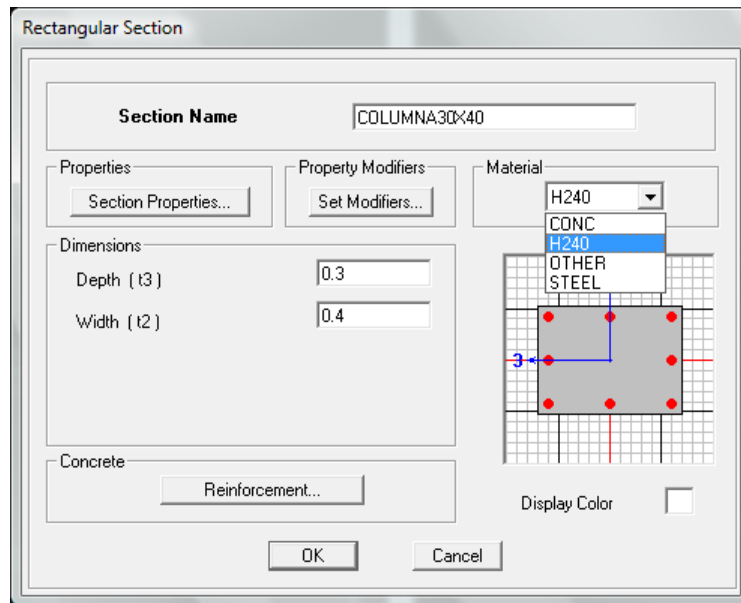 Rectangular Section
Section Name
COLUMNA30X40
Properties
Section Properties...
Property Modifiers
Set Modifiers...
Material
H240
CONC
H240
OTHER
STEEL
Dimensions
Depth ( t3 )
0.3
Width ( t2 )
0.4
3
Concrete
Reinforcement...
Display Color
OK
Cancel